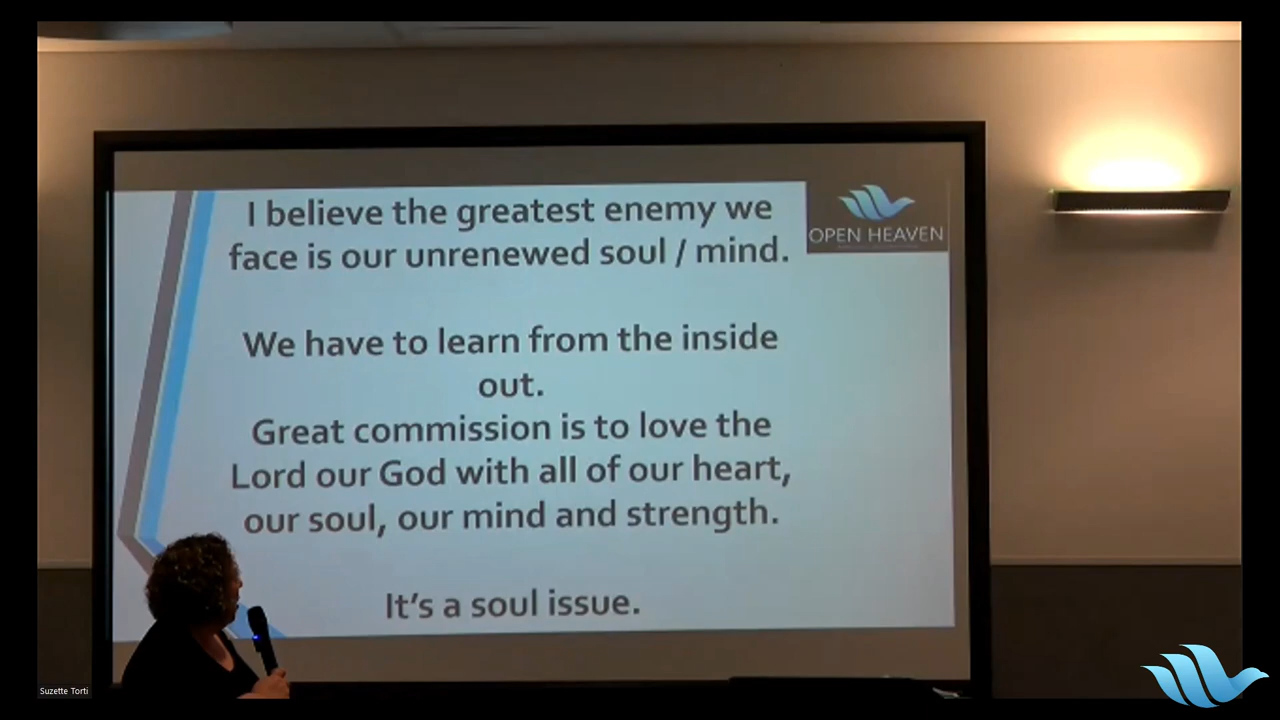 I believe the greatest enemy we
face is our unrenewed soul / mind.
We have to learn from the inside
out.
Great commission is to love the
Lord our God with all of our heart,
our soul, our mind and strength.
It's a soul issue.
OPEN HEAVEN
Suzette Torti